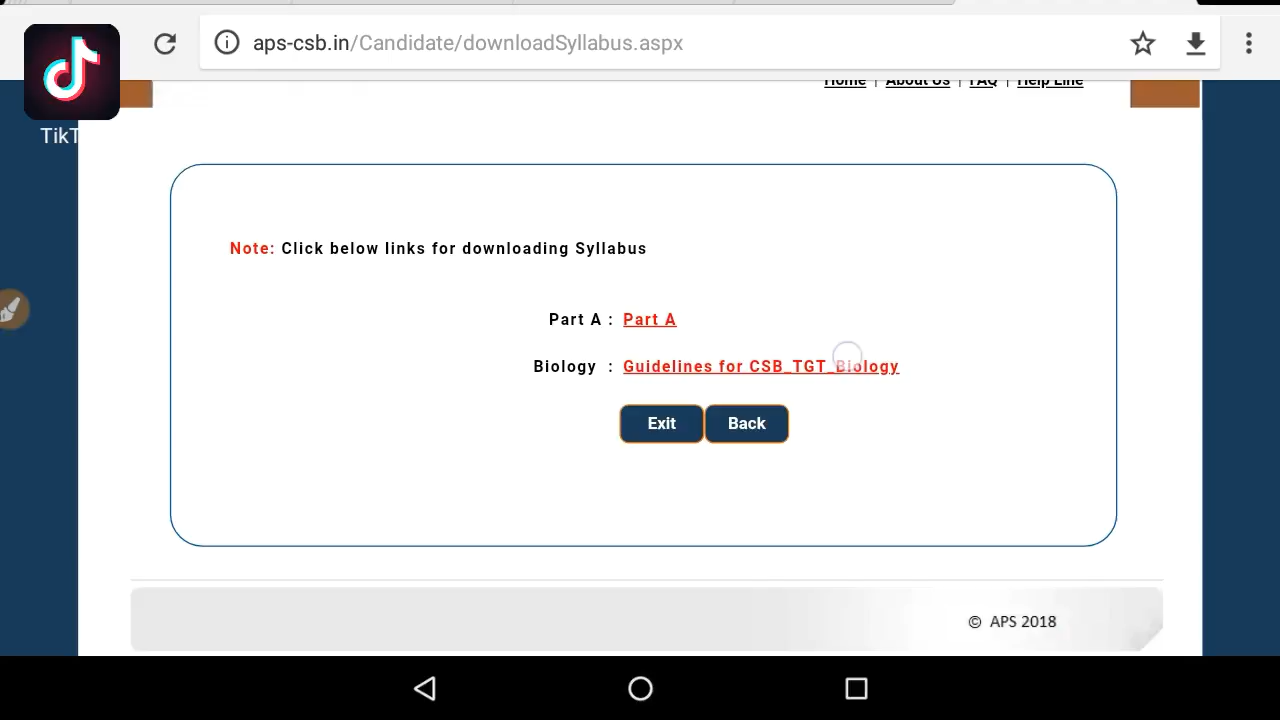 aps-csb.in/Candidate/downloadSyllabus.aspx
Home | About Us | FAQ | Help Line
TikT
Note: Click below links for downloading Syllabus
Part A : Part A
Biology : Guidelines for CSB_TGT_Biology
Exit Back
© APS 2018